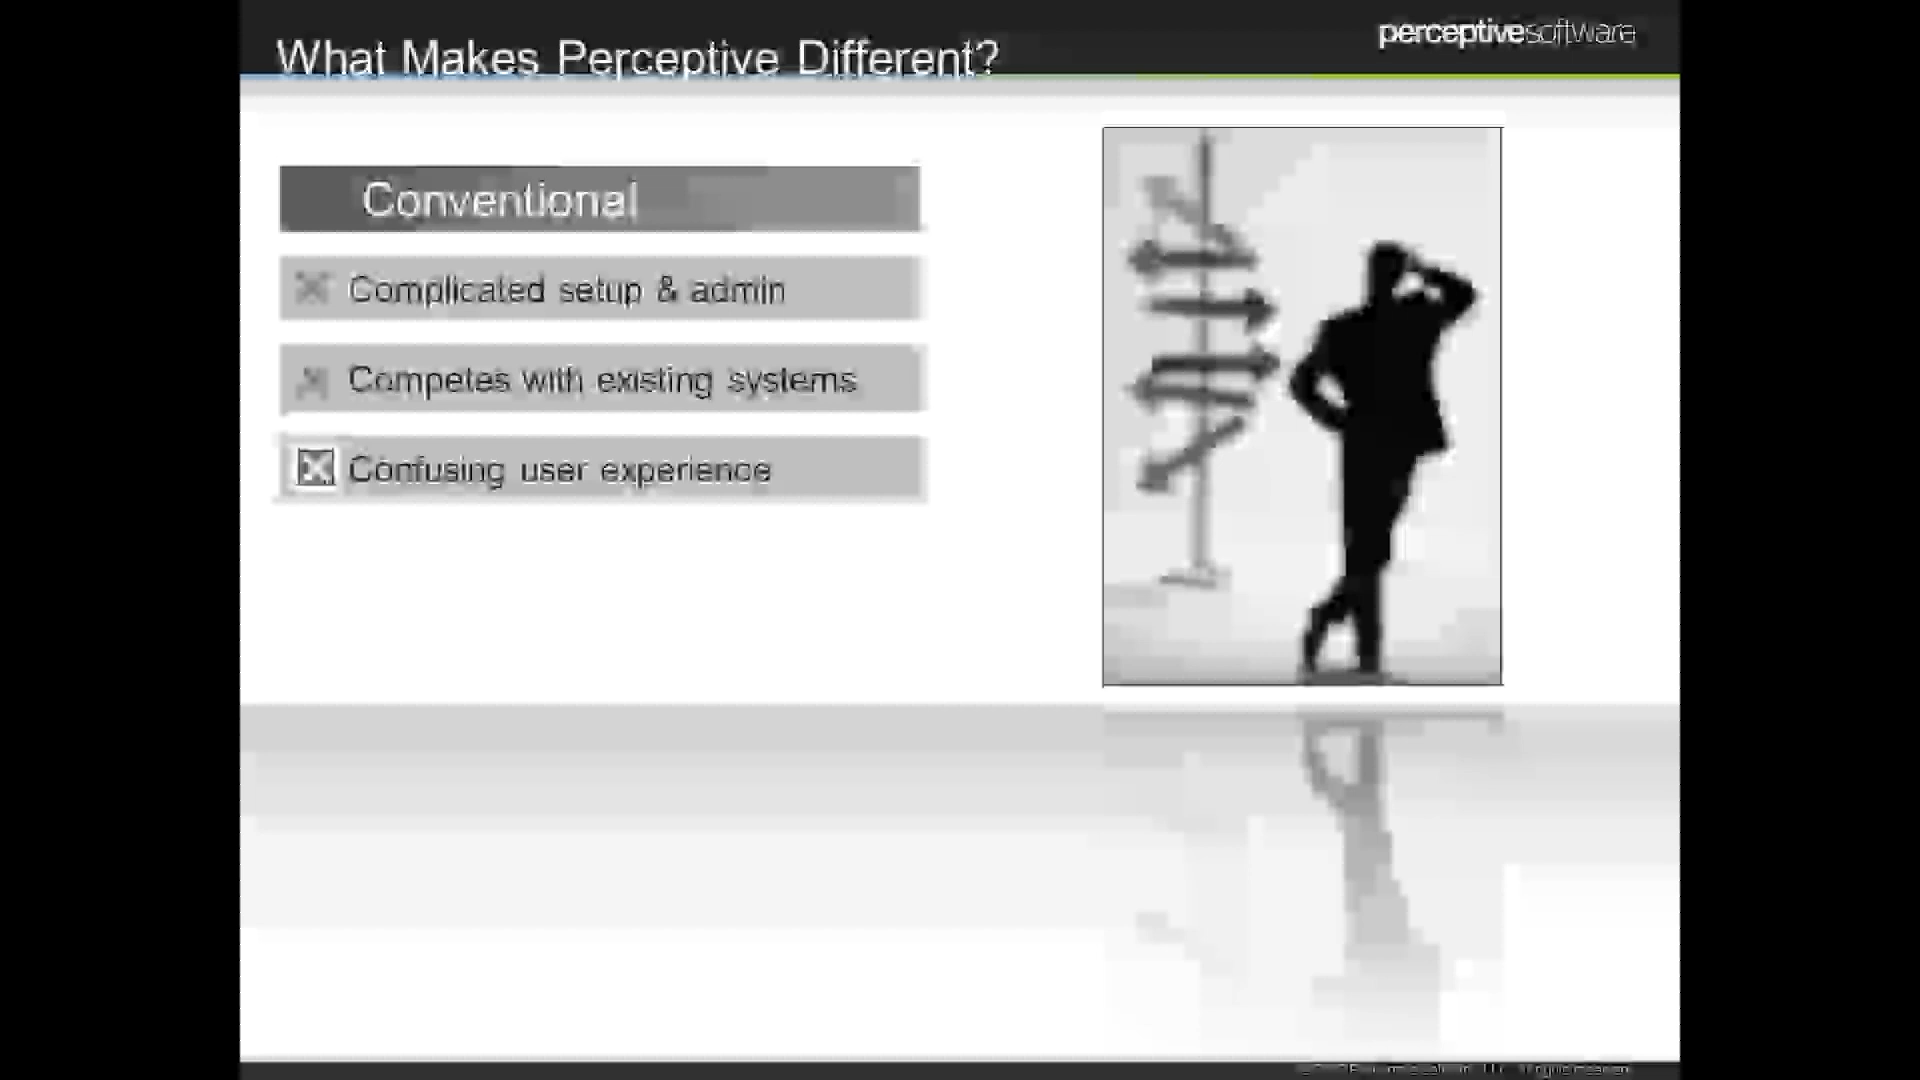 What Makes Perceptive Different?
perceptivesoftware
Conventional
Complicated setup & admin
Competes with existing systems
Confusing user experience